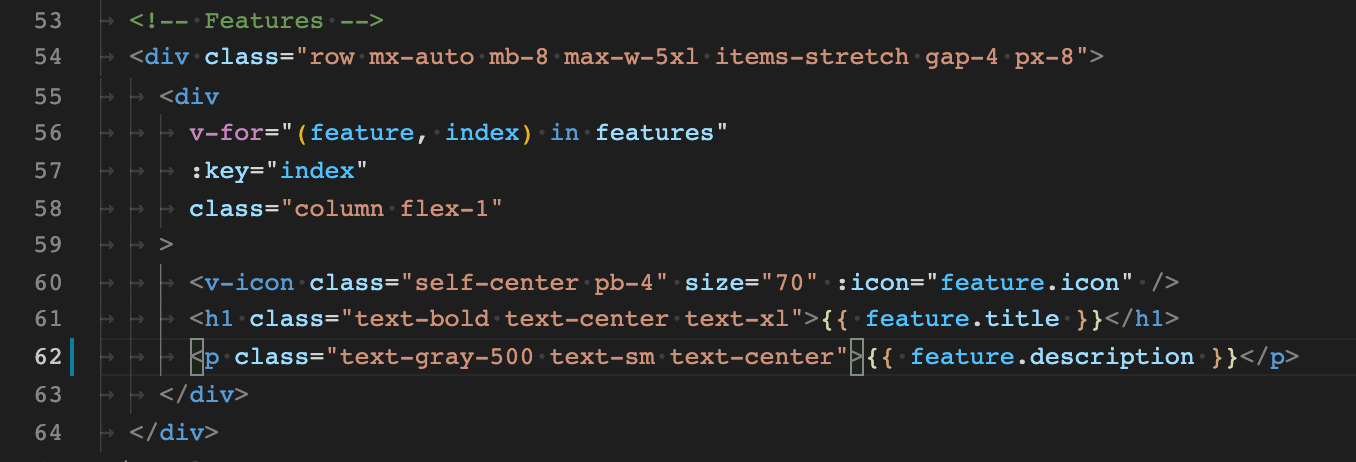 53 <!-- Features -->
54 <div class="row mx-auto mb-8 max-w-5xl items-stretch gap-4 px-8">
55 <div
56 v-for="(feature, index) in features"
57 :key="index"
58 class="column flex-1"
59 >
60 <v-icon class="self-center pb-4" size="70" :icon="feature.icon" />
61 <h1 class="text-bold text-center text-xl">{{ feature.title }}</h1>
62 <p class="text-gray-500 text-sm text-center">{{ feature.description }}</p>
63 </div>
64 </div>